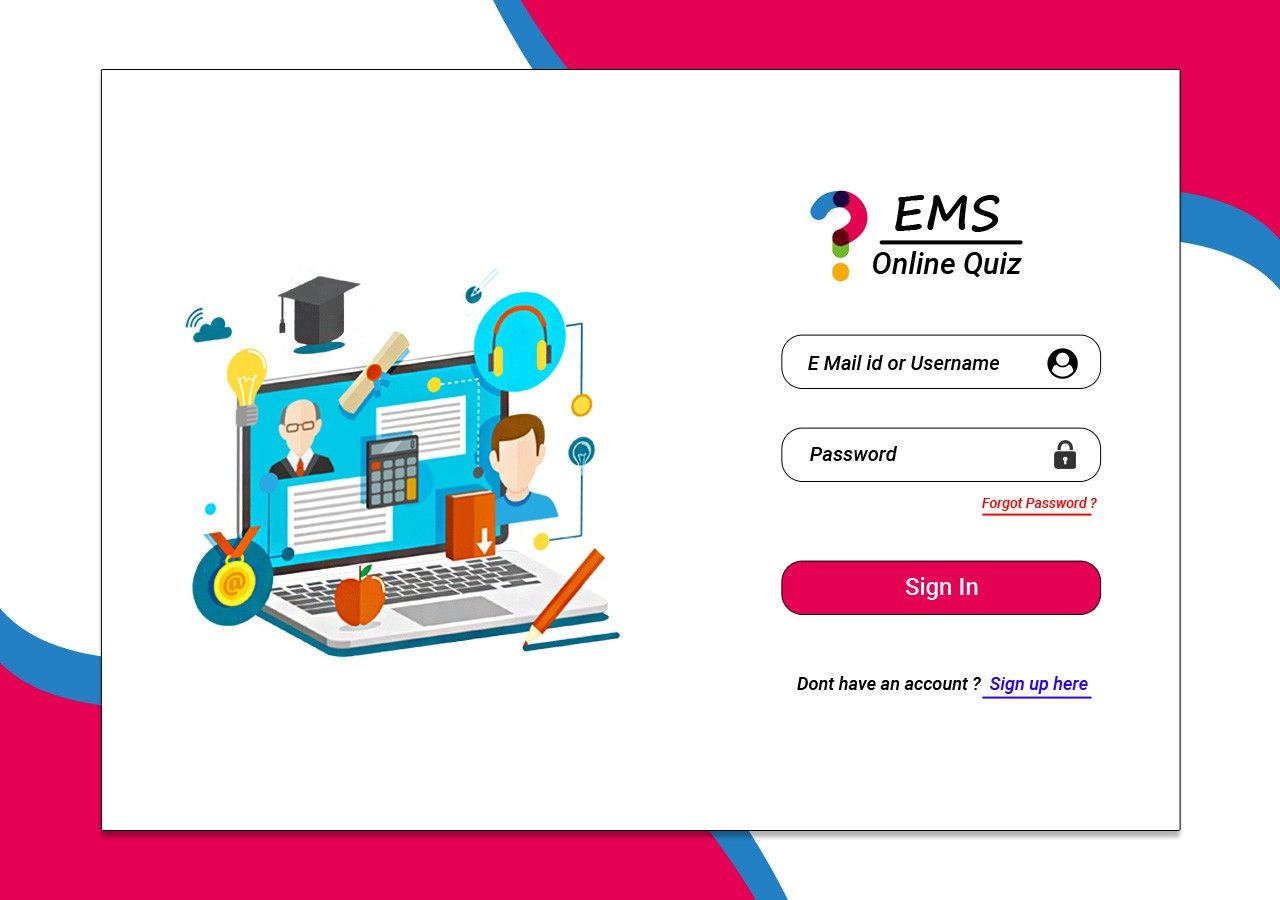 EMS
Online Quiz
E Mail id or Username
Password
Forgot Password ?
Sign In
Dont have an account ? Sign up here
@